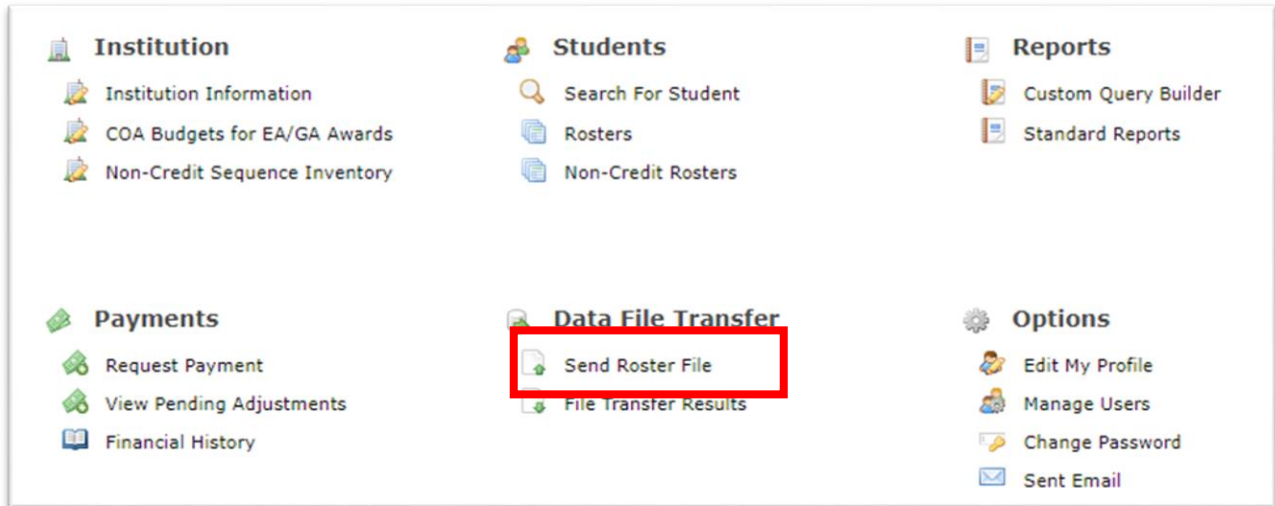 Institution
Institution Information
COA Budgets for EA/GA Awards
Non-Credit Sequence Inventory
Students
Search For Student
Rosters
Non-Credit Rosters
Reports
Custom Query Builder
Standard Reports
Payments
Request Payment
View Pending Adjustments
Financial History
Data File Transfer
Send Roster File
File Transfer Results
Options
Edit My Profile
Manage Users
Change Password
Sent Email